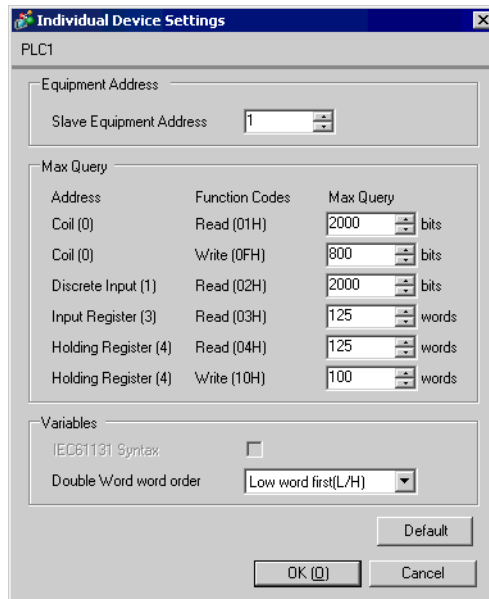 Individual Device Settings
PLC1
Equipment Address
Slave Equipment Address 1
Max Query
Address Function Codes Max Query
Coil (0) Read (01H) 2000 bits
Coil (0) Write (0FH) 800 bits
Discrete Input (1) Read (02H) 2000 bits
Input Register (3) Read (03H) 125 words
Holding Register (4) Read (04H) 125 words
Holding Register (4) Write (10H) 100 words
Variables
IEC61131 Syntax
Double Word word order Low word first(L/H)
Default
OK (O) Cancel